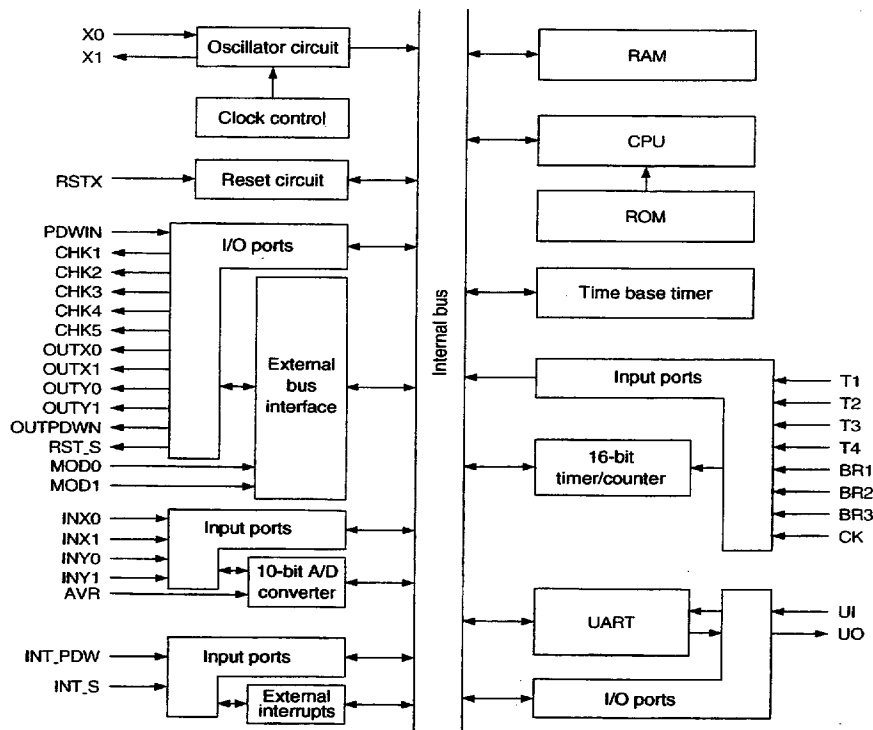 X0
X1
Oscillator circuit
Clock control
RSTX
Reset circuit
PDWIN
CHK1
CHK2
CHK3
CHK4
CHK5
OUTX0
OUTX1
OUTY0
OUTY1
OUTPDWN
RST_S
MOD0
MOD1
I/O ports
External
bus
interface
INX0
INX1
INY0
INY1
AVR
Input ports
10-bit A/D
converter
INT_PDW
INT_S
Input ports
External
interrupts
Internal bus
RAM
CPU
ROM
Time base timer
Input ports
16-bit
timer/counter
T1
T2
T3
T4
BR1
BR2
BR3
CK
UART
UI
UO
I/O ports